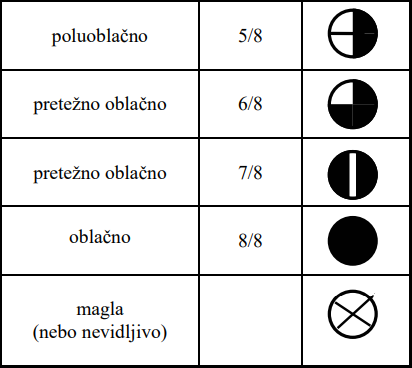 poluoblačno 5/8
pretežno oblačno 6/8
pretežno oblačno 7/8
oblačno 8/8
magla
(nebo nevidljivo)